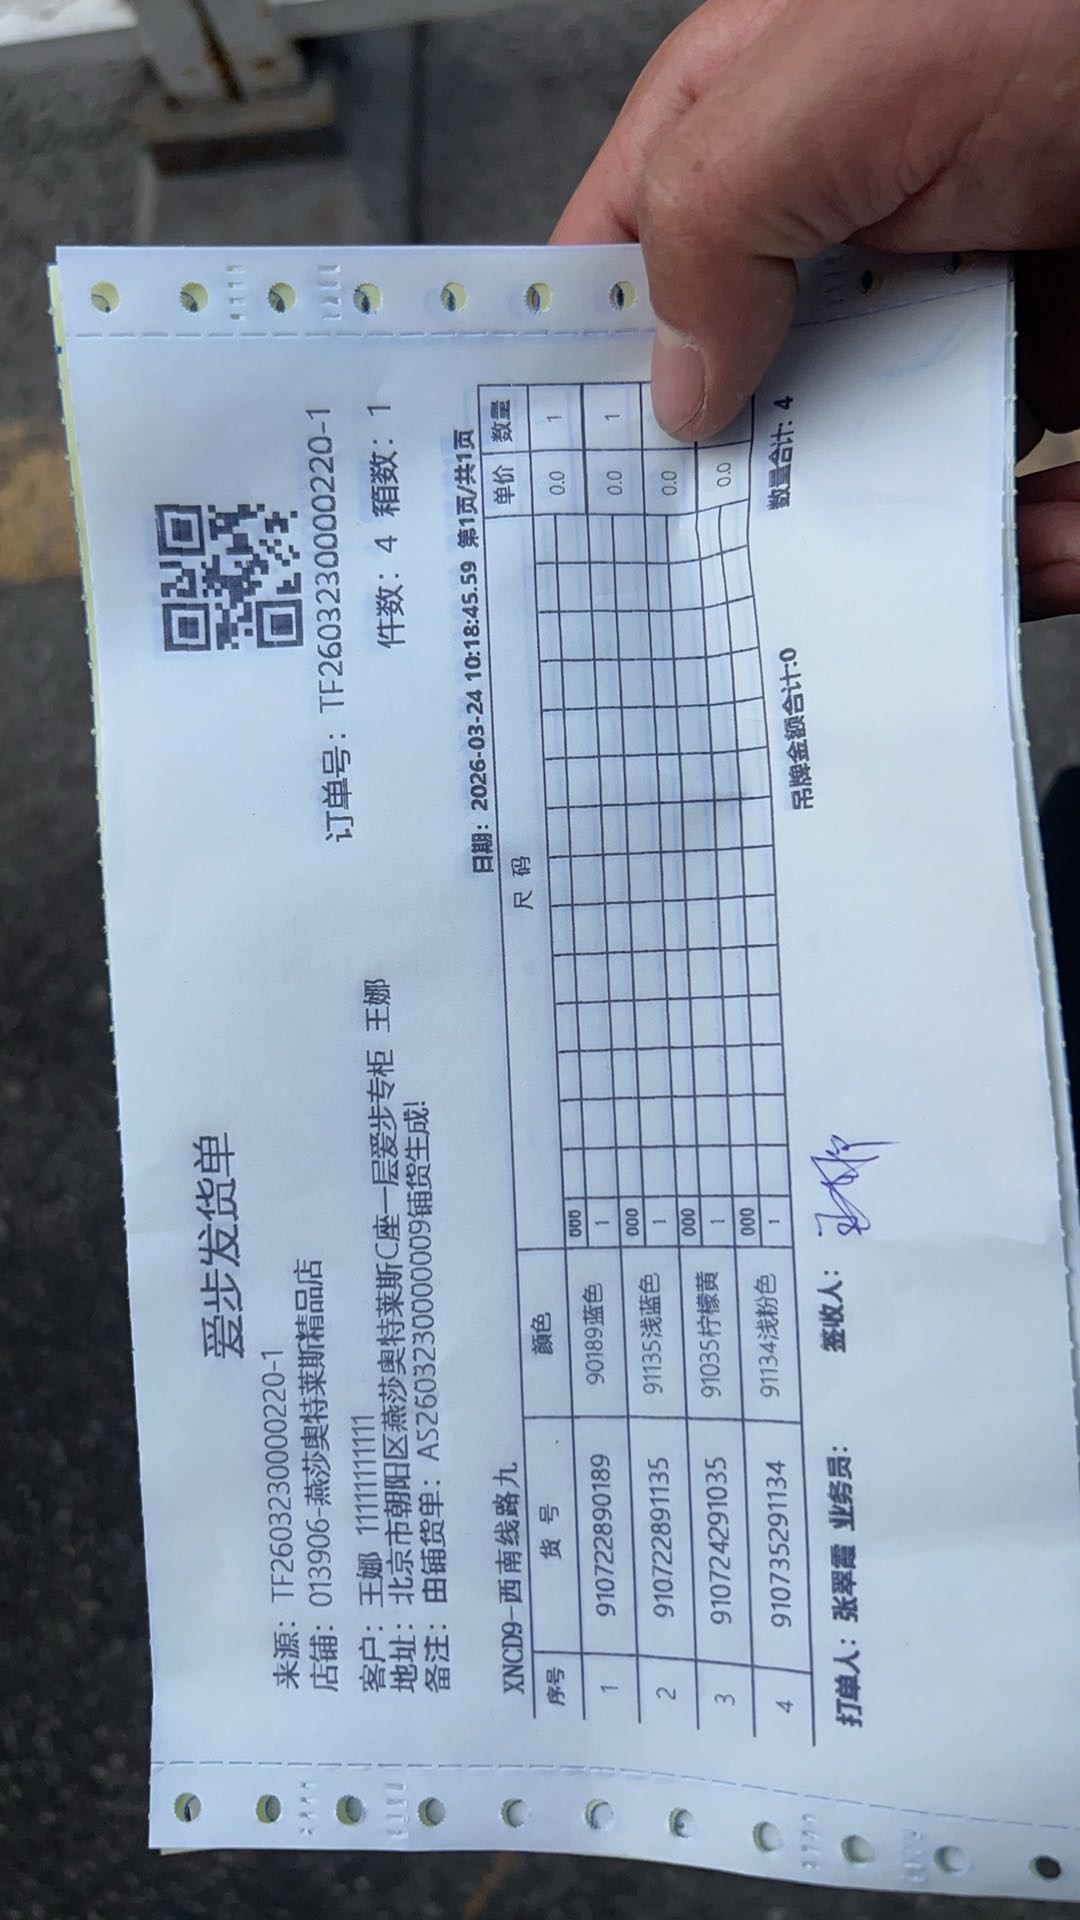 爱步发货单
来源：TF260323000220-1
店铺：013906-燕莎奥特莱斯精品店
订单号：TF260323000220-1
客户：王娜 11111111111
件数：4 箱数：1
地址：北京市朝阳区燕莎奥特莱斯C座一层爱步专柜 王娜
备注：由铺货单：AS260323000009铺货生成!
XNCD9-西南线路九
日期：2026-03-24 10:18:45.59 第1页/共1页
序号 货号 颜色 尺码 单价 数量
000
1 910722890189 90189蓝色 1 0.0 1
000
2 910722891135 91135浅蓝色 1 0.0 1
000
3 910724291035 91035柠檬黄 1 0.0
000
4 910735291134 91134浅粉色 1 0.0
吊牌金额合计:0 数量合计: 4
打单人：张翠霞 业务员： 签收人：